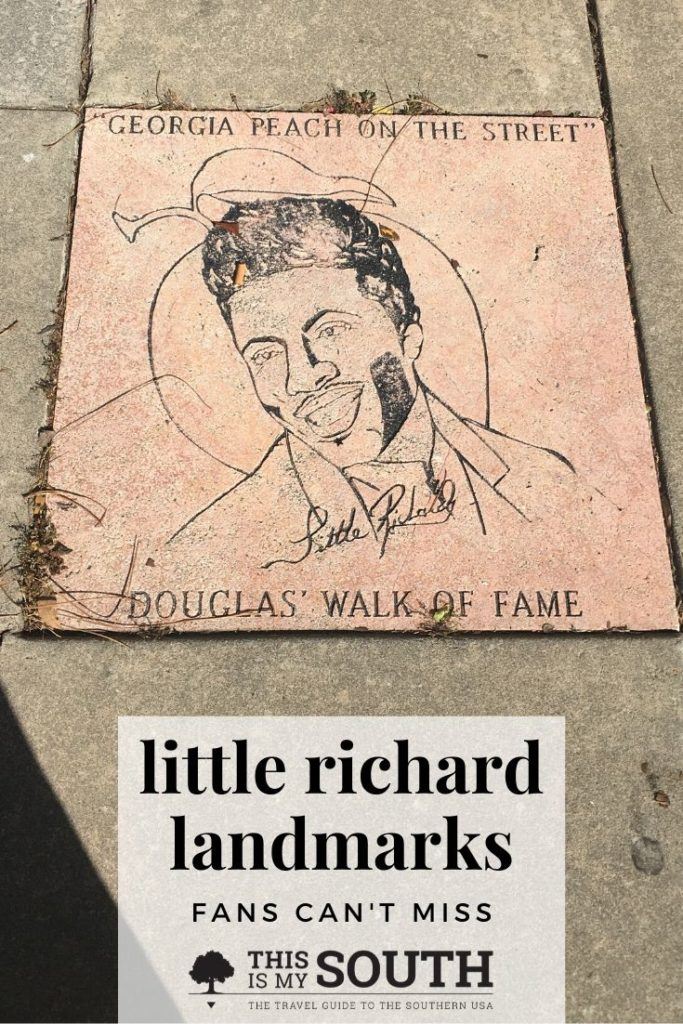 "GEORGIA PEACH ON THE STREET"
Little Richard
DOUGLAS' WALK OF FAME
little richard
landmarks
FANS CAN'T MISS
THIS
IS MY SOUTH
THE TRAVEL GUIDE TO THE SOUTHERN USA